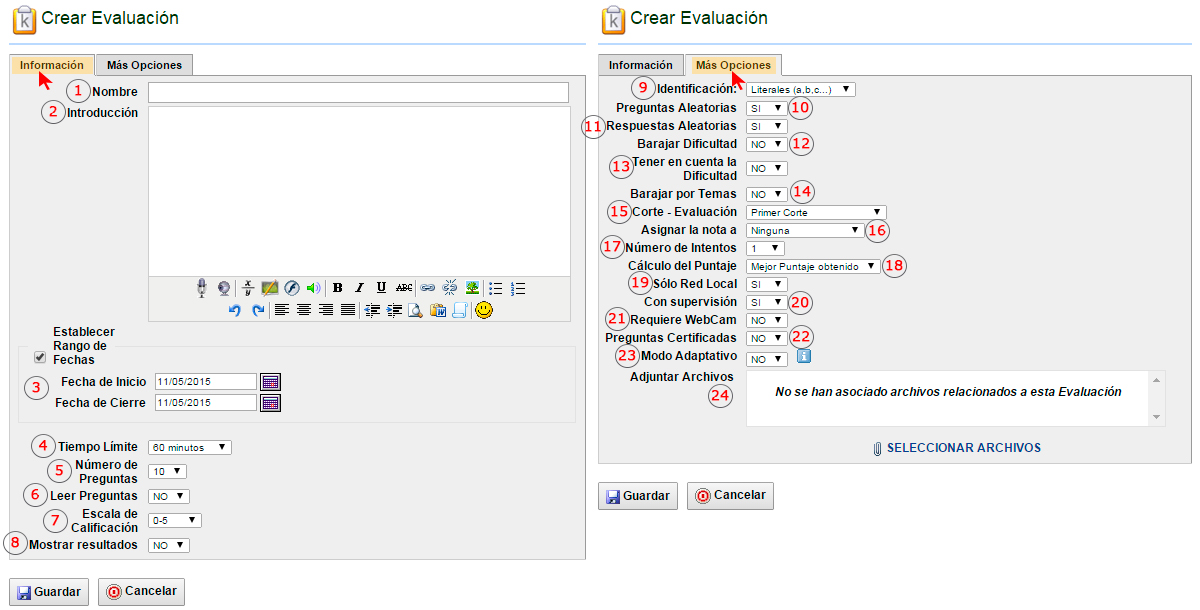 Crear Evaluación
Información
Más Opciones
1 Nombre
2 Introducción
Establecer
Rango de
Fechas
3
Fecha de Inicio 11/05/2015
Fecha de Cierre 11/05/2015
4 Tiempo Límite 60 minutos
5 Número de
Preguntas 10
6 Leer Preguntas NO
7 Escala de
Calificación 0-5
8 Mostrar resultados NO
Guardar
Cancelar
Crear Evaluación
Información
Más Opciones
9 Identificación: Literales (a,b,c...)
Preguntas Aleatorias SI 10
11 Respuestas Aleatorias SI
Barajar Dificultad NO 12
13 Tener en cuenta la
Dificultad NO
Barajar por Temas NO 14
15 Corte - Evaluación Primer Corte
Asignar la nota a Ninguna 16
17 Número de Intentos 1
Cálculo del Puntaje Mejor Puntaje obtenido 18
19 Sólo Red Local SI
Con supervisión SI 20
21 Requiere WebCam NO
Preguntas Certificadas NO 22
23 Modo Adaptativo NO
Adjuntar Archivos
24
No se han asociado archivos relacionados a esta Evaluación
SELECCIONAR ARCHIVOS
Guardar
Cancelar